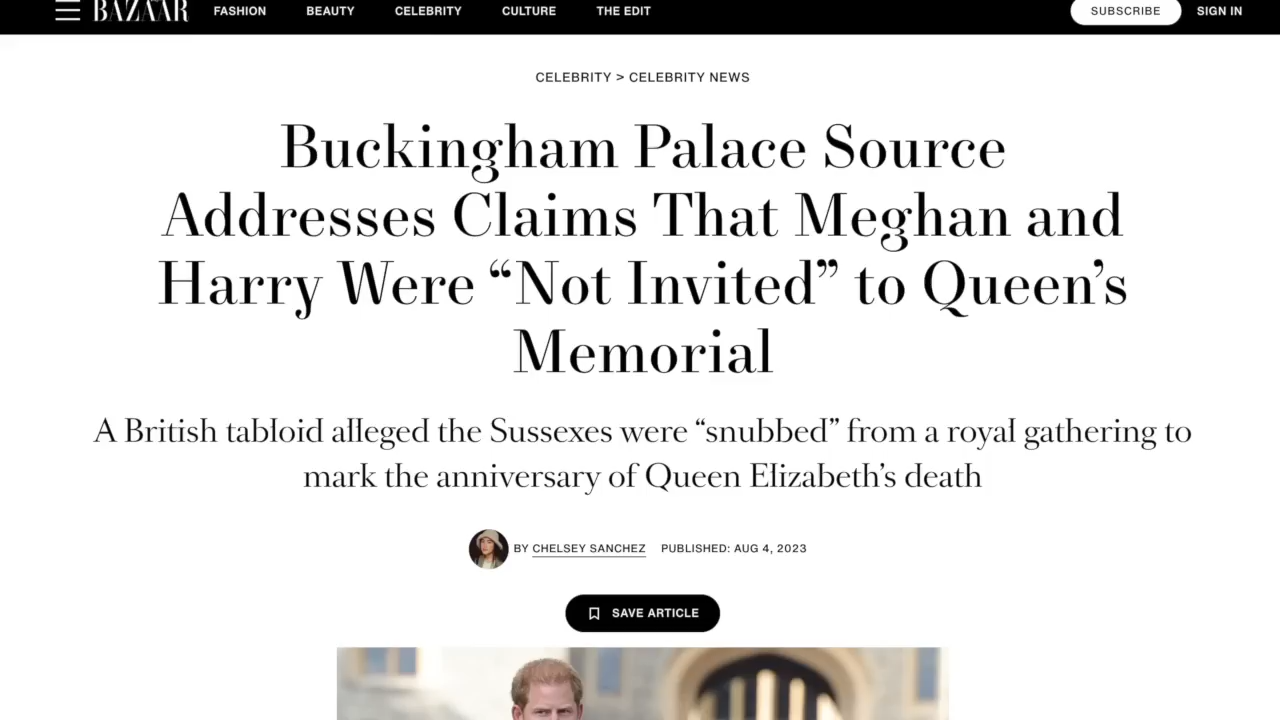 BAZAAR FASHION BEAUTY CELEBRITY CULTURE THE EDIT SUBSCRIBE SIGN IN
CELEBRITY > CELEBRITY NEWS
Buckingham Palace Source
Addresses Claims That Meghan and
Harry Were “Not Invited” to Queen’s
Memorial
A British tabloid alleged the Sussexes were “snubbed” from a royal gathering to
mark the anniversary of Queen Elizabeth’s death
BY CHELSEY SANCHEZ PUBLISHED: AUG 4, 2023
SAVE ARTICLE